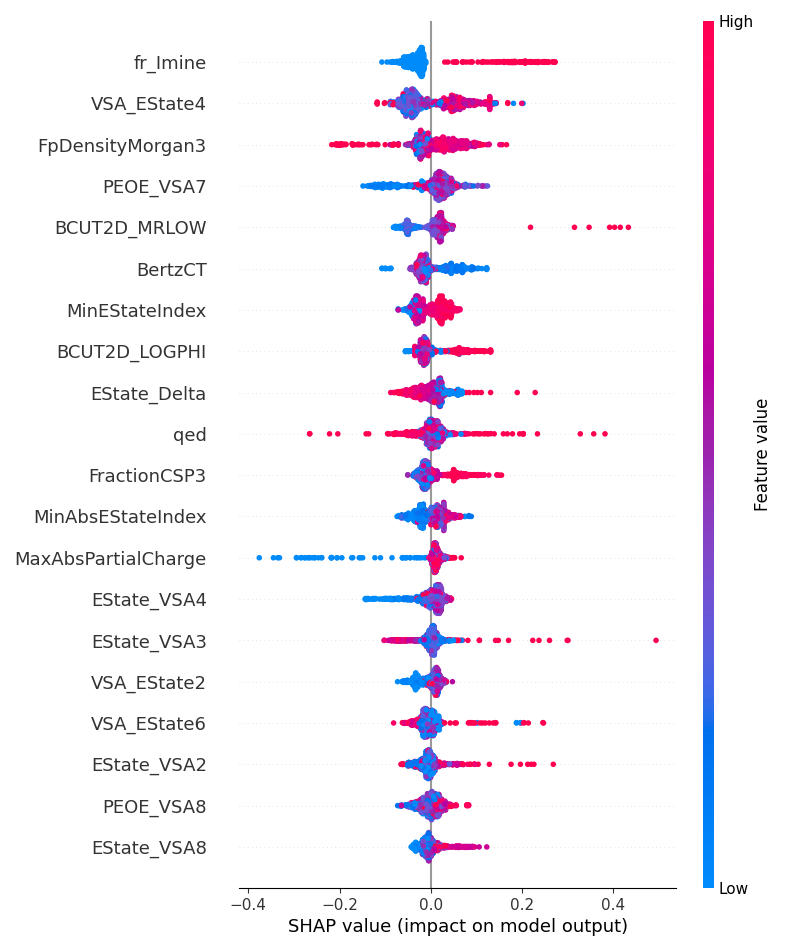 High
fr_Imine
VSA_EState4
FpDensityMorgan3
PEOE_VSA7
BCUT2D_MRLOW
BertzCT
MinEStateIndex
BCUT2D_LOGPHI
EState_Delta
qed
FractionCSP3
MinAbsEStateIndex
MaxAbsPartialCharge
EState_VSA4
EState_VSA3
VSA_EState2
VSA_EState6
EState_VSA2
PEOE_VSA8
EState_VSA8
Feature value
Low
−0.4 −0.2 0.0 0.2 0.4
SHAP value (impact on model output)